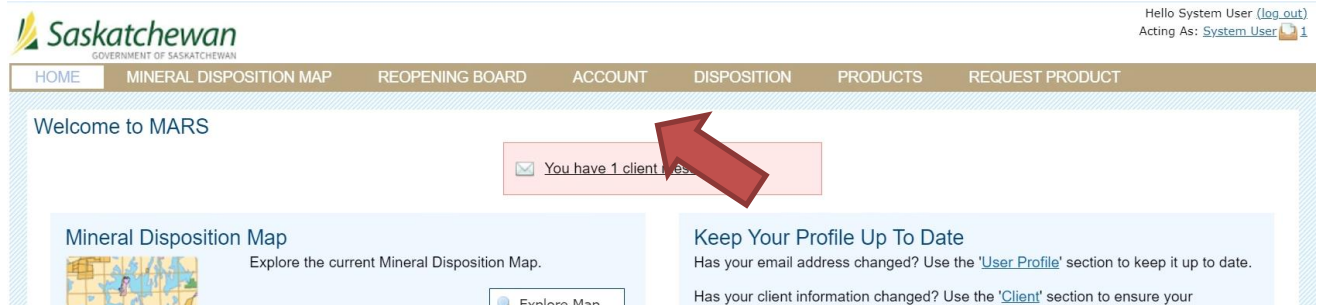 Hello System User (log out)
Saskatchewan
Acting As: System User 1
GOVERNMENT OF SASKATCHEWAN
HOME MINERAL DISPOSITION MAP REOPENING BOARD ACCOUNT DISPOSITION PRODUCTS REQUEST PRODUCT
Welcome to MARS
You have 1 client
Mineral Disposition Map
Explore the current Mineral Disposition Map.
Explore Map
Keep Your Profile Up To Date
Has your email address changed? Use the 'User Profile' section to keep it up to date.
Has your client information changed? Use the 'Client' section to ensure your